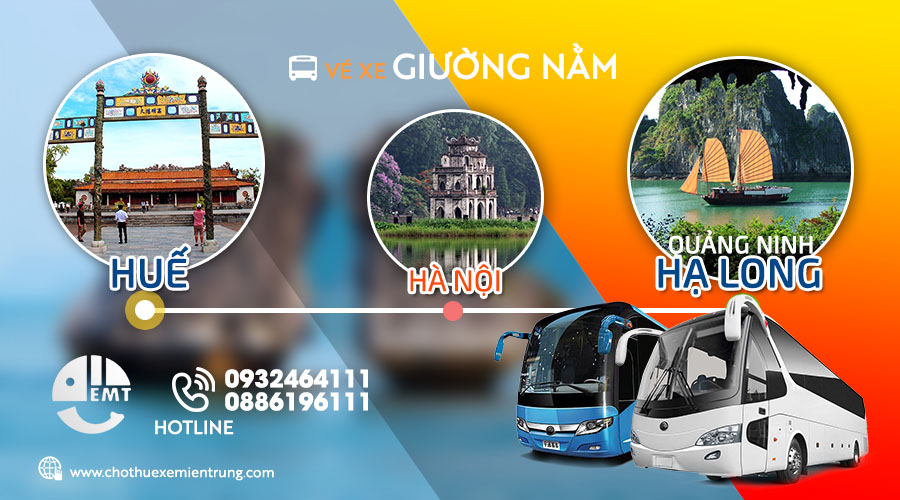 VÉ XE GIƯỜNG NẰM
HUẾ
HÀ NỘI
QUẢNG NINH
HẠ LONG
EMT
0932464111
0886196111
HOTLINE
www.chothuexemientrung.com